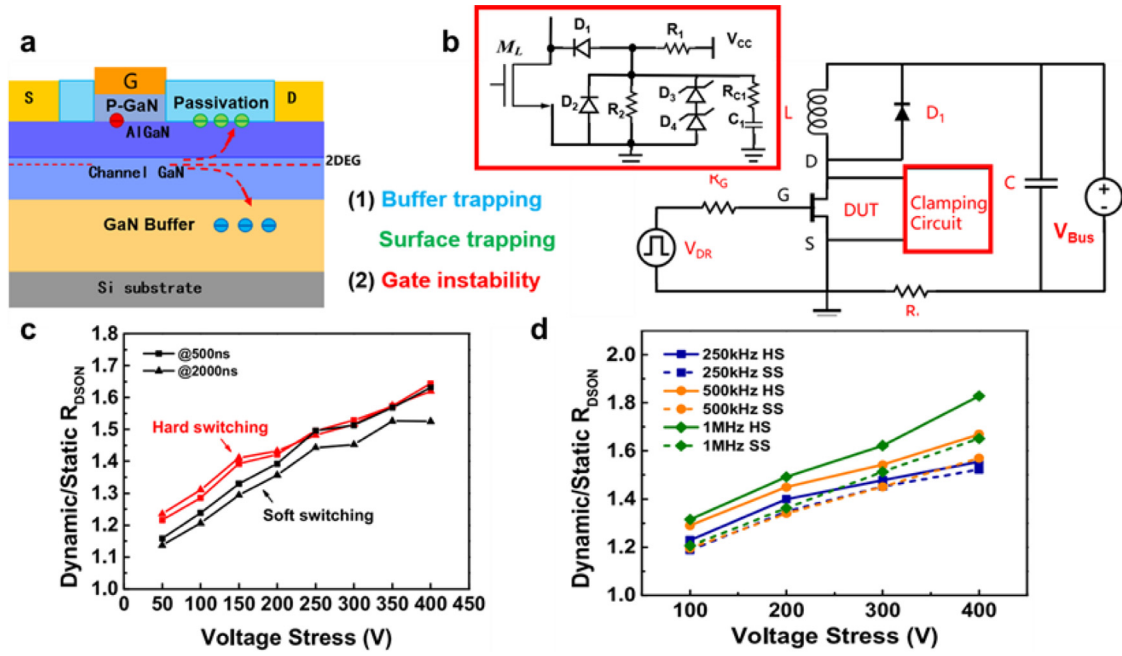 a
G
S
P-GaN
Passivation
D
AlGaN
2DEG
Channel GaN
GaN Buffer
Si substrate
(1) Buffer trapping
Surface trapping
(2) Gate instability
b
D1
R1
VCC
ML
D2
R2
D3
D4
RC1
C1
L
D1
D
RG
G
DUT
Clamping
Circuit
C
VBus
S
VDR
c
Dynamic/Static RDSON
1.8
1.7
1.6
1.5
1.4
1.3
1.2
1.1
1.0
@500ns
@2000ns
Hard switching
Soft switching
0 50 100 150 200 250 300 350 400 450
Voltage Stress (V)
d
Dynamic/Static RDSON
2.0
1.8
1.6
1.4
1.2
1.0
250kHz HS
250kHz SS
500kHz HS
500kHz SS
1MHz HS
1MHz SS
100 200 300 400
Voltage Stress (V)